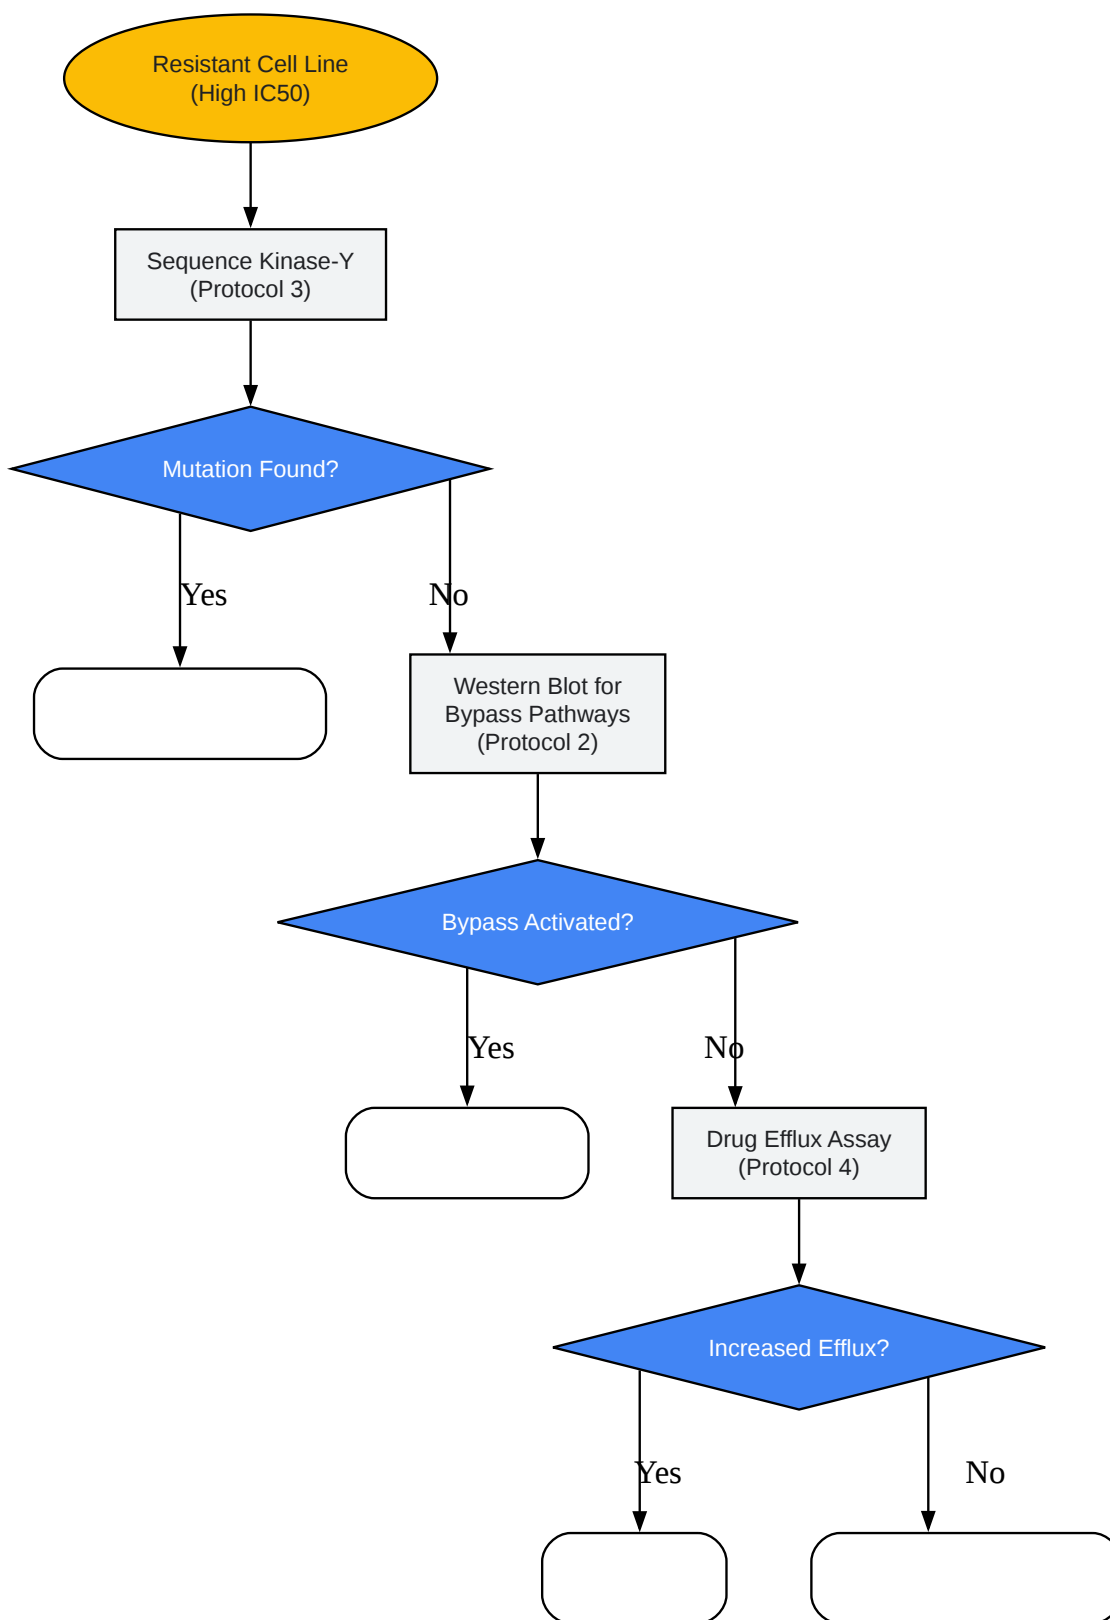 Resistant Cell Line
(High IC50)
Sequence Kinase-Y
(Protocol 3)
Mutation Found?
Yes
No
Western Blot for
Bypass Pathways
(Protocol 2)
Bypass Activated?
Yes
No
Drug Efflux Assay
(Protocol 4)
Increased Efflux?
Yes
No